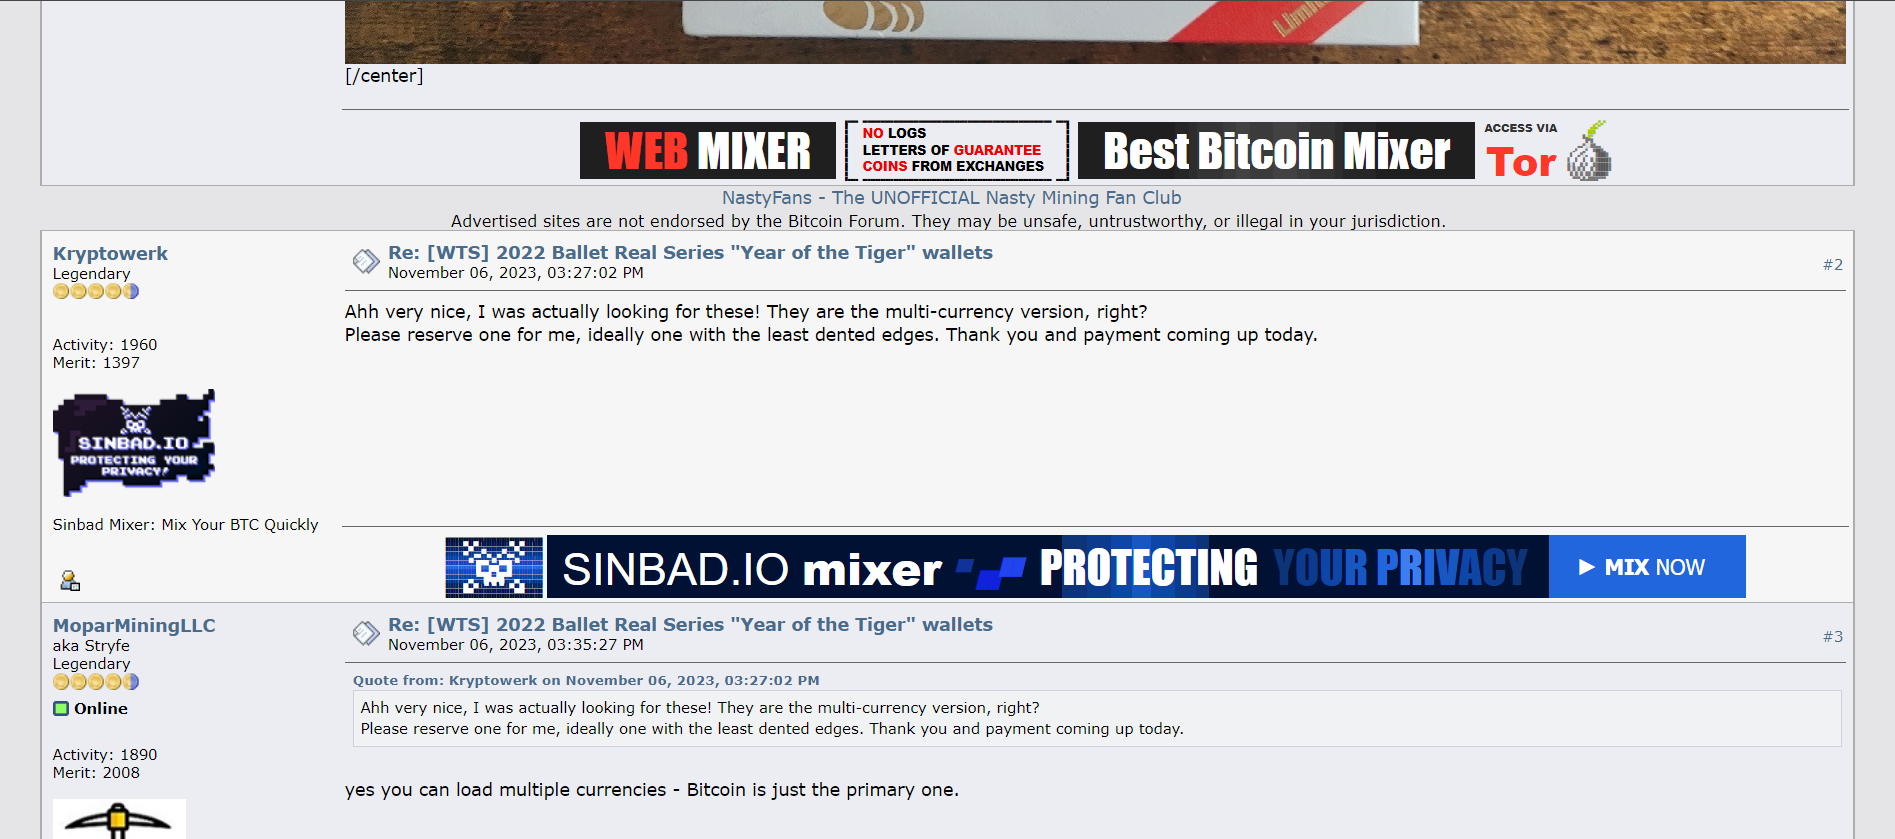 Limi
[/center]
WEB MIXER
NO LOGS
LETTERS OF GUARANTEE
COINS FROM EXCHANGES
Best Bitcoin Mixer
ACCESS VIA
Tor
NastyFans - The UNOFFICIAL Nasty Mining Fan Club
Advertised sites are not endorsed by the Bitcoin Forum. They may be unsafe, untrustworthy, or illegal in your jurisdiction.
Kryptowerk
Legendary
Activity: 1960
Merit: 1397
SINBAD.IO
PROTECTING YOUR
PRIVACY!
Sinbad Mixer: Mix Your BTC Quickly
Re: [WTS] 2022 Ballet Real Series "Year of the Tiger" wallets
November 06, 2023, 03:27:02 PM
#2
Ahh very nice, I was actually looking for these! They are the multi-currency version, right?
Please reserve one for me, ideally one with the least dented edges. Thank you and payment coming up today.
SINBAD.IO mixer PROTECTING YOUR PRIVACY ▶ MIX NOW
MoparMiningLLC
aka Stryfe
Legendary
Online
Activity: 1890
Merit: 2008
Re: [WTS] 2022 Ballet Real Series "Year of the Tiger" wallets
November 06, 2023, 03:35:27 PM
#3
Quote from: Kryptowerk on November 06, 2023, 03:27:02 PM
Ahh very nice, I was actually looking for these! They are the multi-currency version, right?
Please reserve one for me, ideally one with the least dented edges. Thank you and payment coming up today.
yes you can load multiple currencies - Bitcoin is just the primary one.